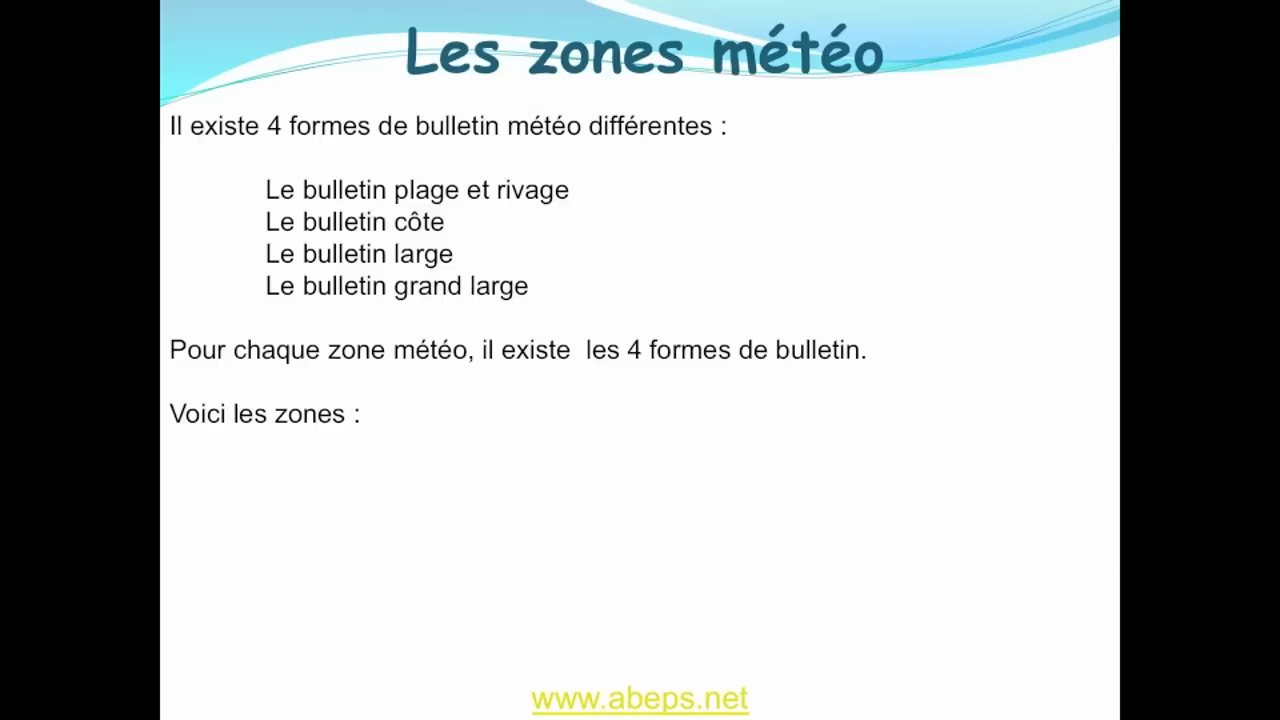 Les zones météo
Il existe 4 formes de bulletin météo différentes :
Le bulletin plage et rivage
Le bulletin côte
Le bulletin large
Le bulletin grand large
Pour chaque zone météo, il existe  les 4 formes de bulletin.
Voici les zones :
www.abeps.net